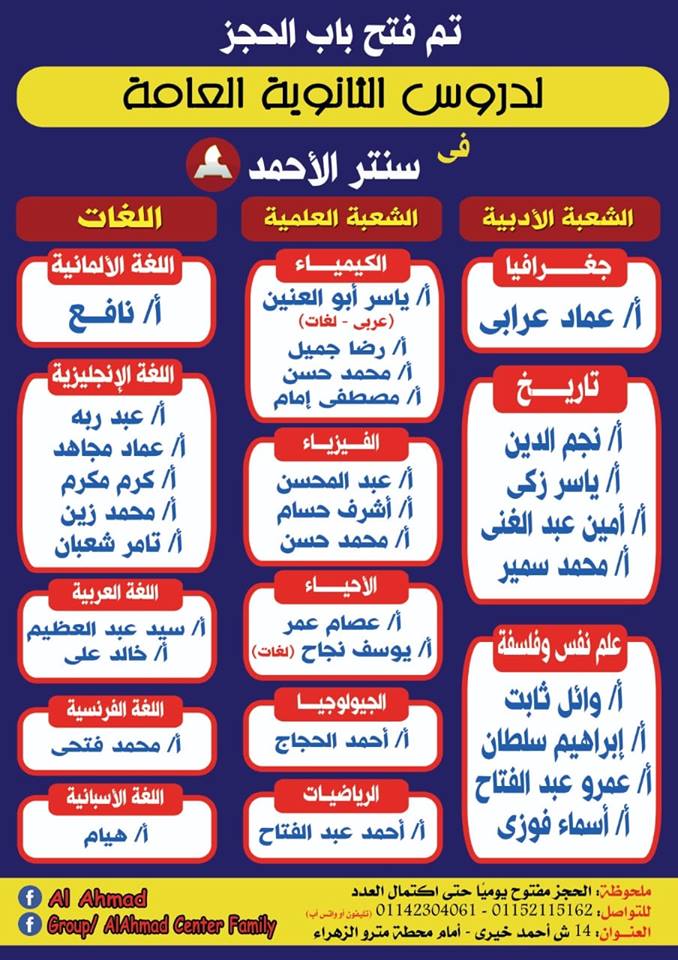 تم فتح باب الحجز
لدروس الثانوية العامة
فى سنتر الأحمد
الشعبة الأدبية
جغرافيا
أ/ عماد عرابى
تاريخ
أ/ نجم الدين
أ/ ياسر زكى
أ/ أمين عبد الغنى
أ/ محمد سمير
علم نفس وفلسفة
أ/ وائل ثابت
أ/ إبراهيم سلطان
أ/ عمرو عبد الفتاح
أ/ أسماء فوزى
الشعبة العلمية
الكيمياء
أ/ ياسر أبو العنين
(عربى - لغات)
أ/ رضا جميل
أ/ محمد حسن
أ/ مصطفى إمام
الفيزياء
أ/ عبد المحسن
أ/ أشرف حسام
أ/ محمد حسن
الأحياء
أ/ عصام عمر
أ/ يوسف نجاح (لغات)
الجيولوجيا
أ/ أحمد الحجاج
الرياضيات
أ/ أحمد عبد الفتاح
اللغات
اللغة الألمانية
أ/ نافع
اللغة الإنجليزية
أ/ عبد ربه
أ/ عماد مجاهد
أ/ كرم مكرم
أ/ محمد زين
أ/ تامر شعبان
اللغة العربية
أ/ سيد عبد العظيم
أ/ خالد على
اللغة الفرنسية
أ/ محمد فتحى
اللغة الأسبانية
أ/ هيام
ملحوظة: الحجز مفتوح يوميًا حتى اكتمال العدد
للتواصل: 01152115162 - 01142304061 (تليفون أو واتس أب)
العنوان: 14 ش أحمد خيرى - أمام محطة مترو الزهراء
Al Ahmad
Group/ AlAhmad Center Family